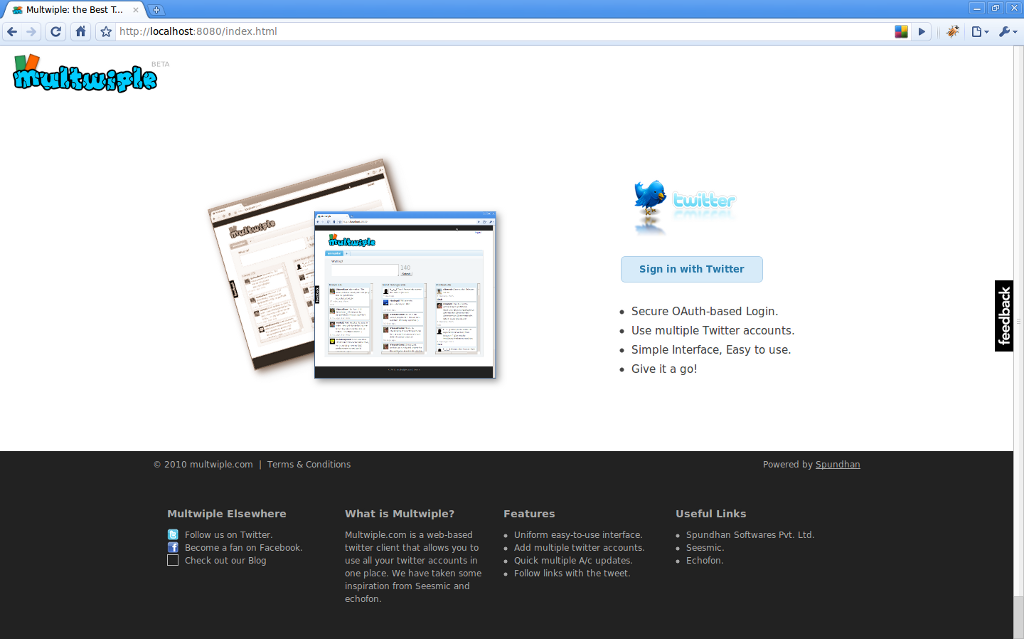 Multwiple: the Best T...
http://localhost:8080/index.html
multwiple
BETA
multwiple
multwiple
140
twitter
Sign in with Twitter
Secure OAuth-based Login.
Use multiple Twitter accounts.
Simple Interface, Easy to use.
Give it a go!
feedback
© 2010 multwiple.com | Terms & Conditions
Powered by Spundhan
Multwiple Elsewhere
Follow us on Twitter.
Become a fan on Facebook.
Check out our Blog
What is Multwiple?
Multwiple.com is a web-based
twitter client that allows you to
use all your twitter accounts in
one place. We have taken some
inspiration from Seesmic and
echofon.
Features
Uniform easy-to-use interface.
Add multiple twitter accounts.
Quick multiple A/c updates.
Follow links with the tweet.
Useful Links
Spundhan Softwares Pvt. Ltd.
Seesmic.
Echofon.